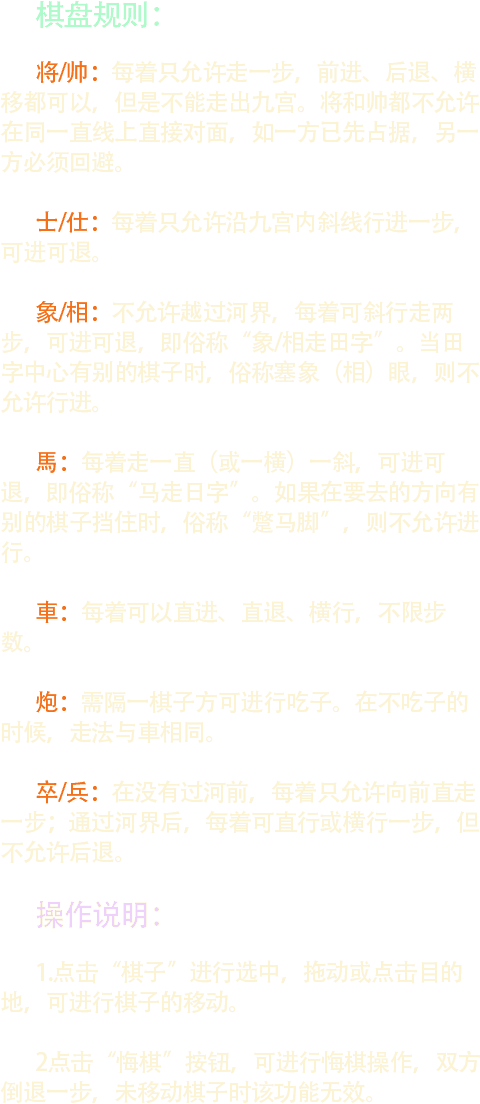 棋盘规则：
将/帅：每着只允许走一步，前进、后退、横
移都可以，但是不能走出九宫。将和帅都不允许
在同一直线上直接对面，如一方已先占据，另一
方必须回避。
士/仕：每着只允许沿九宫内斜线行进一步，
可进可退。
象/相：不允许越过河界，每着可斜行走两
步，可进可退，即俗称“象/相走田字”。当田
字中心有别的棋子时，俗称塞象（相）眼，则不
允许行进。
馬：每着走一直（或一横）一斜，可进可
退，即俗称“马走日字”。如果在要去的方向有
别的棋子挡住时，俗称“蹩马脚”，则不允许进
行。
車：每着可以直进、直退、横行，不限步
数。
炮：需隔一棋子方可进行吃子。在不吃子的
时候，走法与車相同。
卒/兵：在没有过河前，每着只允许向前直走
一步；通过河界后，每着可直行或横行一步，但
不允许后退。
操作说明：
1.点击“棋子”进行选中，拖动或点击目的
地，可进行棋子的移动。
2点击“悔棋”按钮，可进行悔棋操作，双方
倒退一步，未移动棋子时该功能无效。